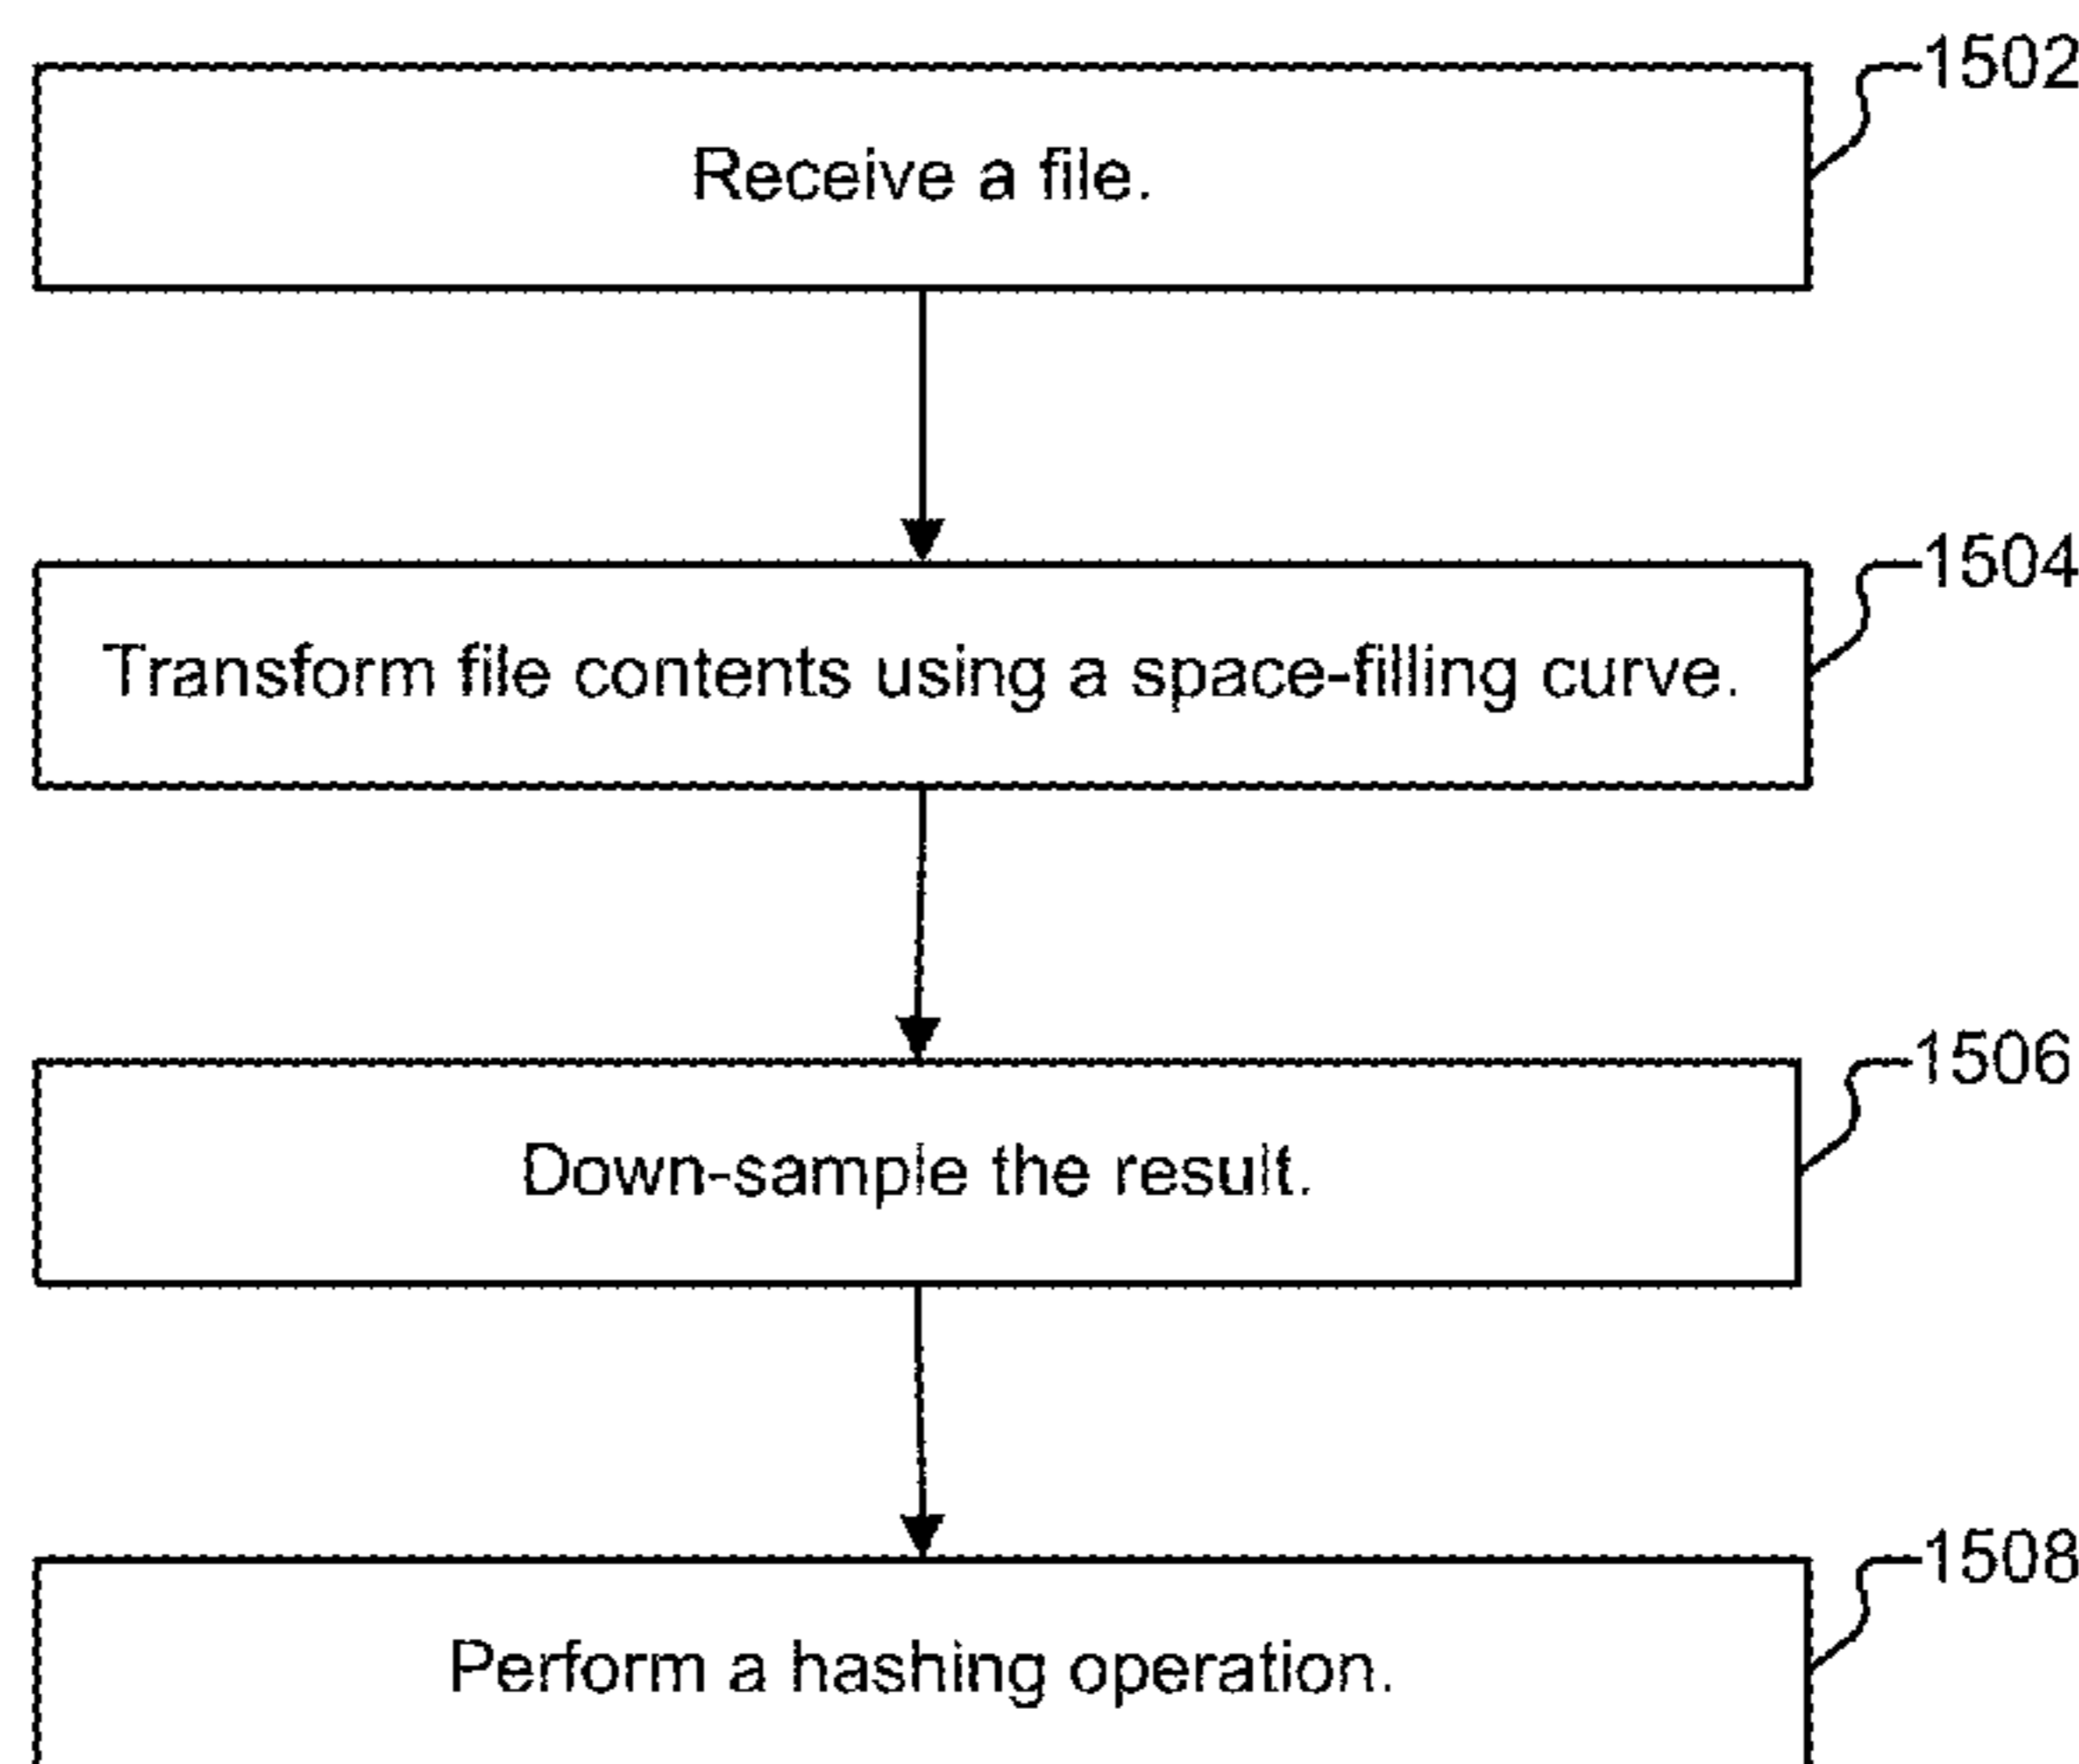 1502
Receive a file.
1504
Transform file contents using a space-filling curve.
1506
Down-sample the result.
1508
Perform a hashing operation.